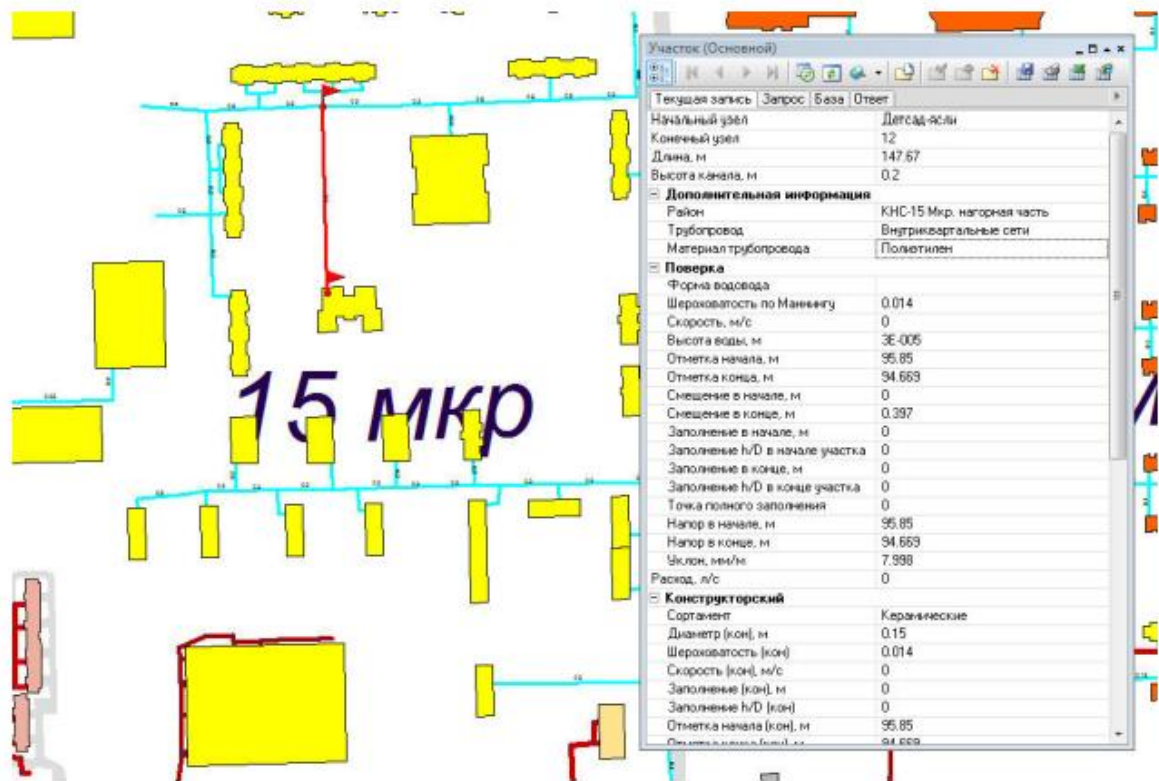 15 мкр
Участок (Основной)
Текущая запись Запрос База Ответ
Начальный узел Детсад-ясли
Конечный узел 12
Длина, м 147.67
Высота канала, м 0.2
Дополнительная информация
Район КНС-15 Мкр. нагорная часть
Трубопровод Внутриквартальные сети
Материал трубопровода Полиэтилен
Поверка
Форма водовода
Шероховатость по Маннингу 0.014
Скорость, м/с 0
Высота воды, м 3E-005
Отметка начала, м 95.85
Отметка конца, м 94.669
Смещение в начале, м 0
Смещение в конце, м 0.397
Заполнение в начале, м 0
Заполнение h/D в начале участка 0
Заполнение в конце, м 0
Заполнение h/D в конце участка 0
Точка полного заполнения 0
Напор в начале, м 95.85
Напор в конце, м 94.669
Уклон, мм/м 7.998
Расход, л/с 0
Конструкторский
Сортамент Керамические
Диаметр (кон), м 0.15
Шероховатость (кон) 0.014
Скорость (кон), м/с 0
Заполнение (кон), м 0
Заполнение h/D (кон) 0
Отметка начала (кон), м 95.85
Отметка конца (кон), м 94.669